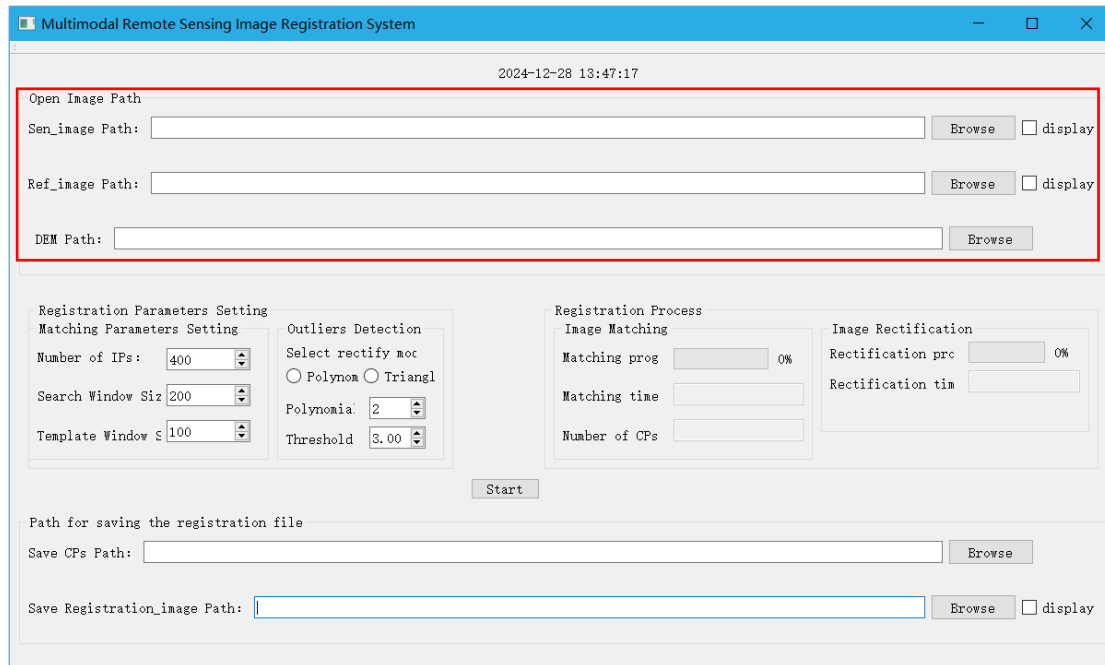 Multimodal Remote Sensing Image Registration System
2024-12-28 13:47:17
Open Image Path
Sen_image Path: Browse display
Ref_image Path: Browse display
DEM Path: Browse
Registration Parameters Setting
Matching Parameters Setting
Number of IPs: 400
Search Window Siz 200
Template Window S 100
Outliers Detection
Select rectify moc
Polynom Triangl
Polynomial 2
Threshold 3.00
Registration Process
Image Matching
Matching prog 0%
Matching time
Number of CPs
Image Rectification
Rectification prc 0%
Rectification tim
Start
Path for saving the registration file
Save CPs Path: Browse
Save Registration_image Path: Browse display